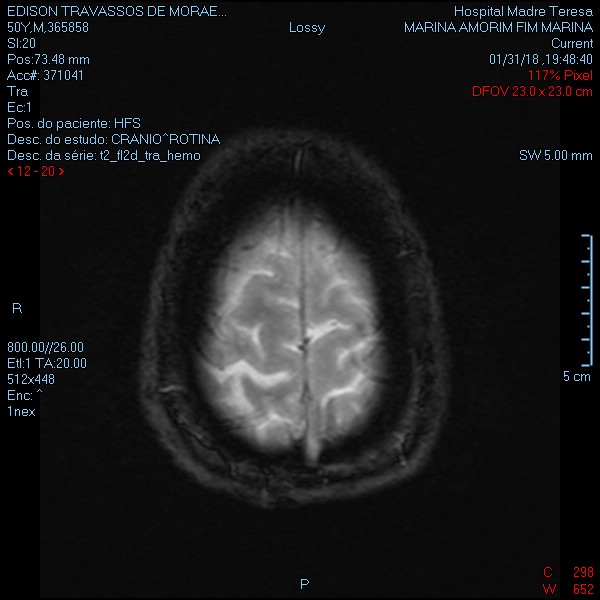 EDISON TRAVASSOS DE MORAE...
50Y,M,365858
Sl:20
Pos:73.48 mm
Acc#: 371041
Tra
Ec:1
Pos. do paciente: HFS
Desc. do estudo: CRANIO^ROTINA
Desc. da série: t2_fl2d_tra_hemo
< 12 - 20 >
Lossy
Hospital Madre Teresa
MARINA AMORIM FIM MARINA
Current
01/31/18 ,19:48:40
117% Pixel
DFOV 23.0 x 23.0 cm
SW 5.00 mm
R
800.00//26.00
Etl:1 TA:20.00
512x448
Enc: ^
1nex
5 cm
P
C 298
W 652